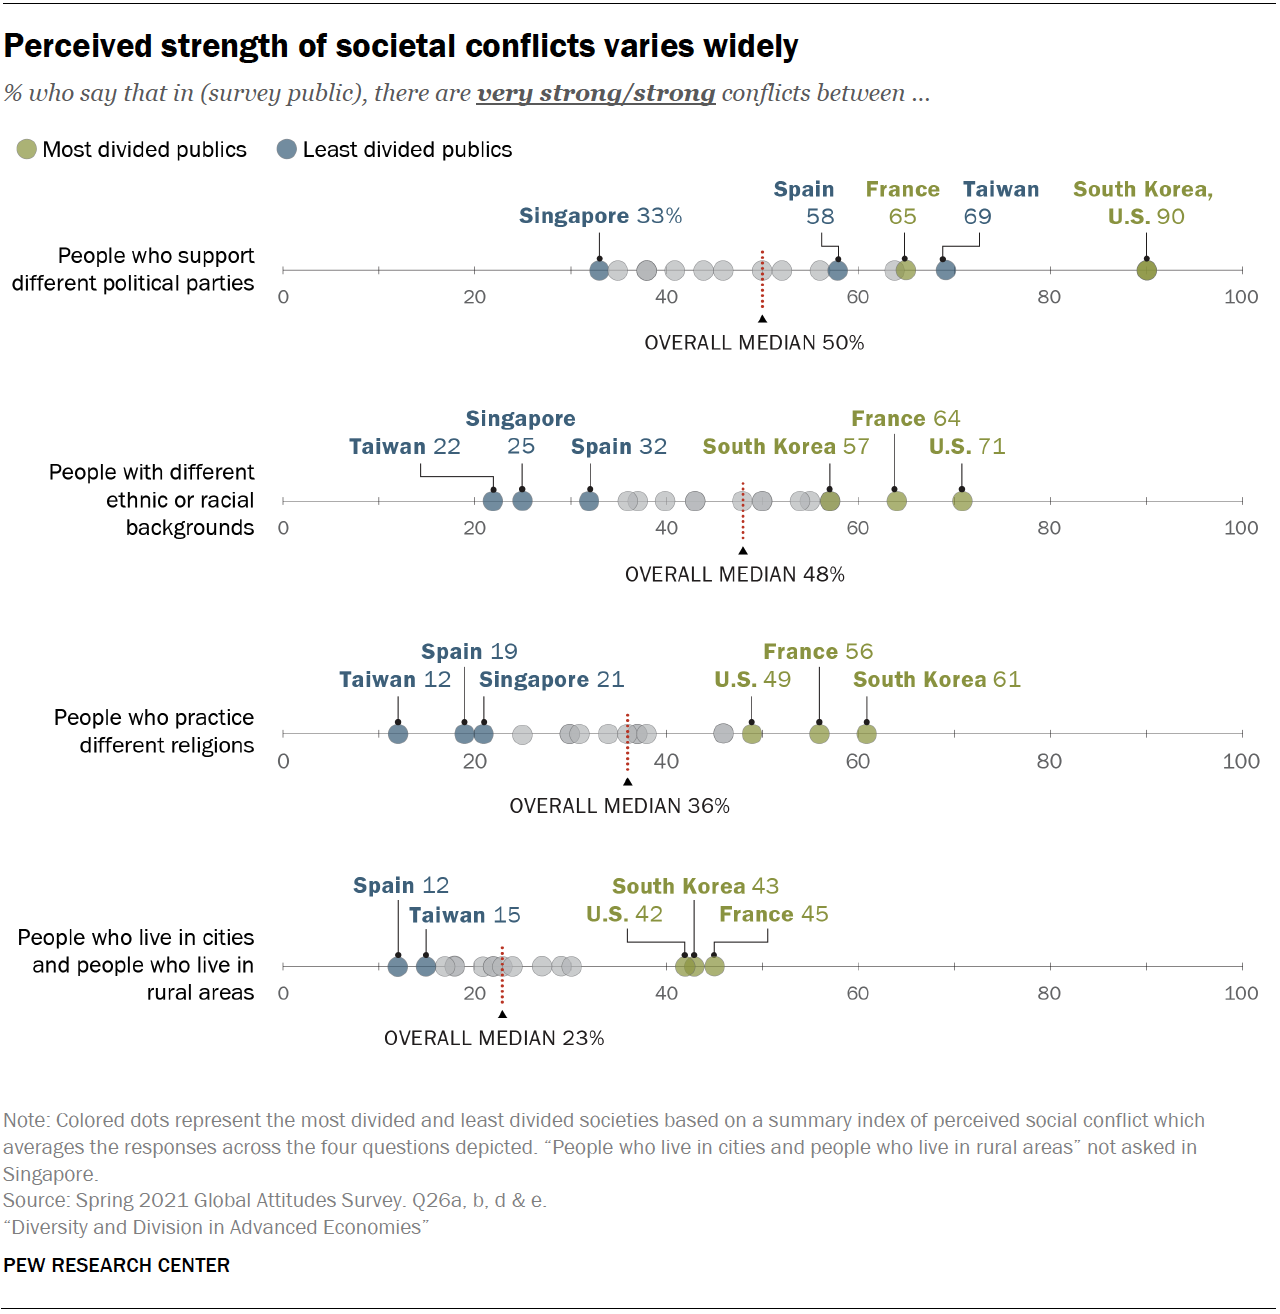 Perceived strength of societal conflicts varies widely
% who say that in (survey public), there are very strong/strong conflicts between ...
Most divided publics
Least divided publics
People who support
different political parties
Singapore 33%
Spain
58
France
65
Taiwan
69
South Korea,
U.S. 90
0
20
40
60
80
100
OVERALL MEDIAN 50%
People with different
ethnic or racial
backgrounds
Taiwan 22
Singapore
25
Spain 32
South Korea 57
France 64
U.S. 71
0
20
40
60
80
100
OVERALL MEDIAN 48%
People who practice
different religions
Taiwan 12
Spain 19
Singapore 21
U.S. 49
France 56
South Korea 61
0
20
40
60
80
100
OVERALL MEDIAN 36%
People who live in cities
and people who live in
rural areas
Spain 12
Taiwan 15
U.S. 42
South Korea 43
France 45
0
20
40
60
80
100
OVERALL MEDIAN 23%
Note: Colored dots represent the most divided and least divided societies based on a summary index of perceived social conflict which
averages the responses across the four questions depicted. “People who live in cities and people who live in rural areas” not asked in
Singapore.
Source: Spring 2021 Global Attitudes Survey. Q26a, b, d & e.
“Diversity and Division in Advanced Economies”
PEW RESEARCH CENTER